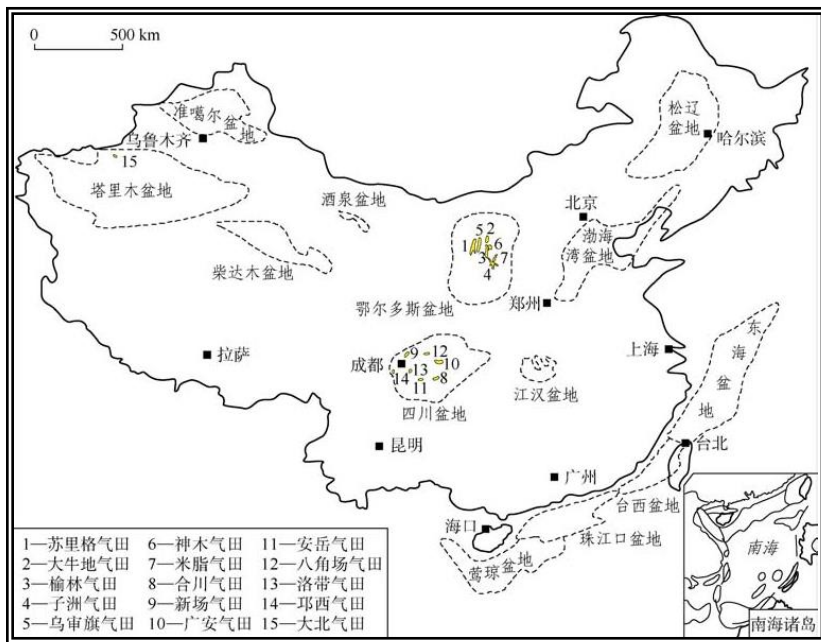 0 500 km
准噶尔盆地
乌鲁木齐
15
塔里木盆地
酒泉盆地
柴达木盆地
松辽盆地
哈尔滨
北京
渤海湾盆地
5 2
1 6
3 7
4
鄂尔多斯盆地
郑州
拉萨
成都
9 12
13 10
14 11 8
四川盆地
江汉盆地
上海
东海盆地
昆明
广州
台北
台西盆地
海口
珠江口盆地
莺琼盆地
南海
南海诸岛
1—苏里格气田 6—神木气田 11—安岳气田
2—大牛地气田 7—米脂气田 12—八角场气田
3—榆林气田 8—合川气田 13—洛带气田
4—子洲气田 9—新场气田 14—邛西气田
5—乌审旗气田 10—广安气田 15—大北气田